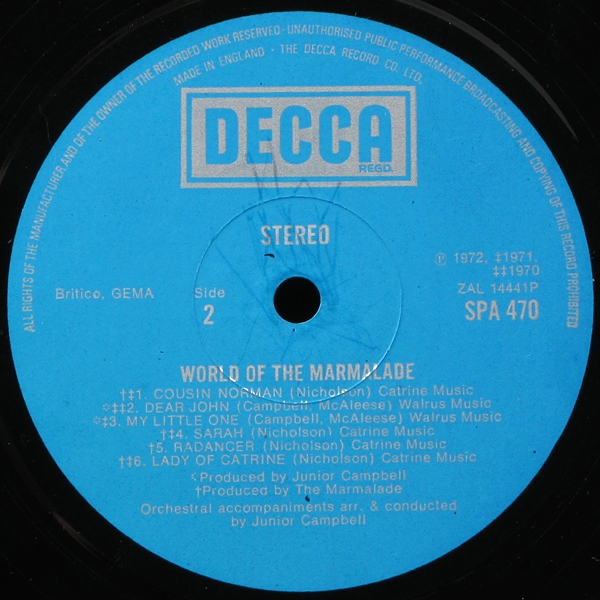 ALL RIGHTS OF THE MANUFACTURER AND OF THE OWNER OF THE RECORDED WORK RESERVED · UNAUTHORISED PUBLIC PERFORMANCE BROADCASTING AND COPYING OF THIS RECORD PROHIBITED
MADE IN ENGLAND · THE DECCA RECORD CO. LTD.
DECCA
REGD.
STEREO
℗ 1972, ‡1971,
‡‡1970
Britico, GEMA
Side
2
ZAL 14441P
SPA 470
WORLD OF THE MARMALADE
†‡1. COUSIN NORMAN (Nicholson) Catrine Music
☆‡‡2. DEAR JOHN (Campbell, McAleese) Walrus Music
☆‡3. MY LITTLE ONE (Campbell, McAleese) Walrus Music
†‡4. SARAH (Nicholson) Catrine Music
†5. RADANCER (Nicholson) Catrine Music
†‡6. LADY OF CATRINE (Nicholson) Catrine Music
☆Produced by Junior Campbell
†Produced by The Marmalade
Orchestral accompaniments arr. & conducted
by Junior Campbell